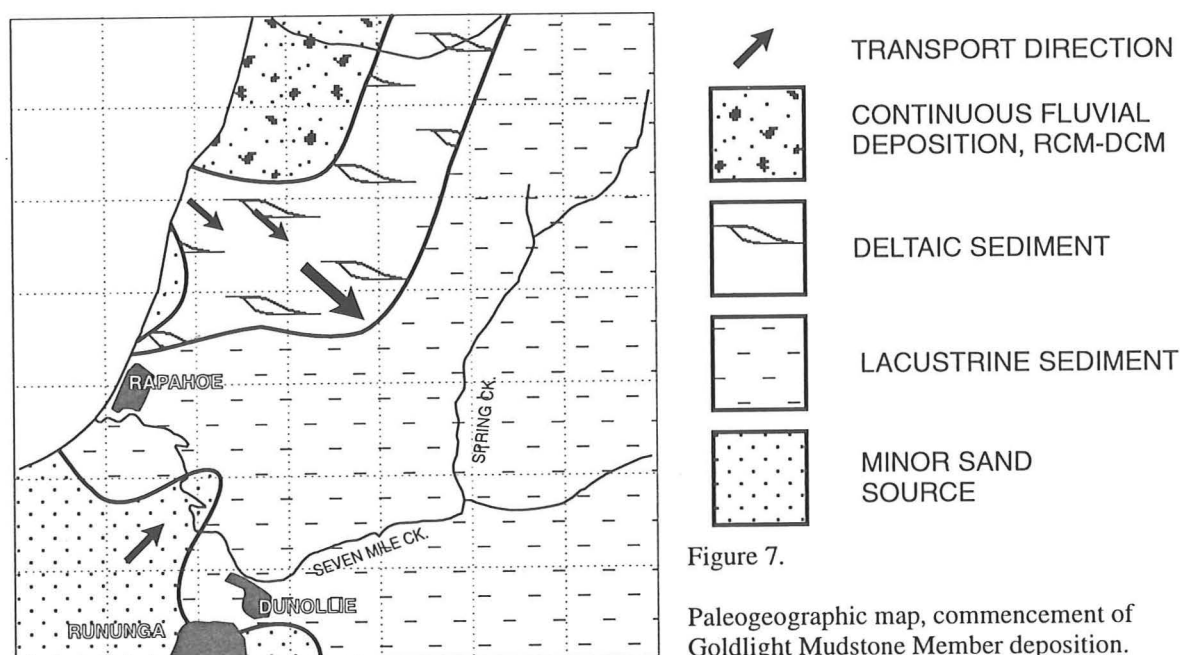 RAPAHOE
SPRING CK.
SEVEN MILE CK.
DUNOLLIE
RUNUNGA
TRANSPORT DIRECTION
CONTINUOUS FLUVIAL
DEPOSITION, RCM-DCM
DELTAIC SEDIMENT
LACUSTRINE SEDIMENT
MINOR SAND
SOURCE
Figure 7.
Paleogeographic map, commencement of
Goldlight Mudstone Member deposition.